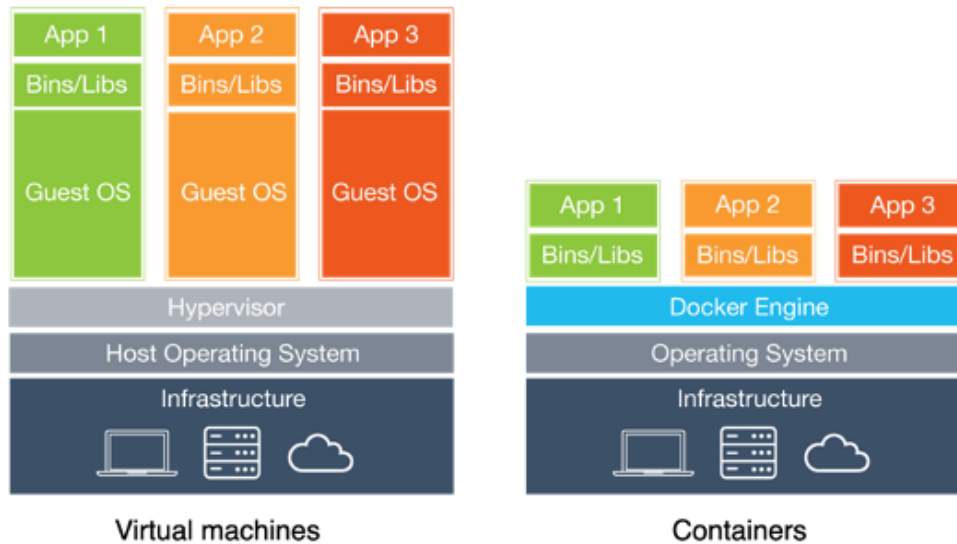 App 1
App 2
App 3
Bins/Libs
Bins/Libs
Bins/Libs
Guest OS
Guest OS
Guest OS
Hypervisor
Host Operating System
Infrastructure
Virtual machines
App 1
App 2
App 3
Bins/Libs
Bins/Libs
Bins/Libs
Docker Engine
Operating System
Infrastructure
Containers